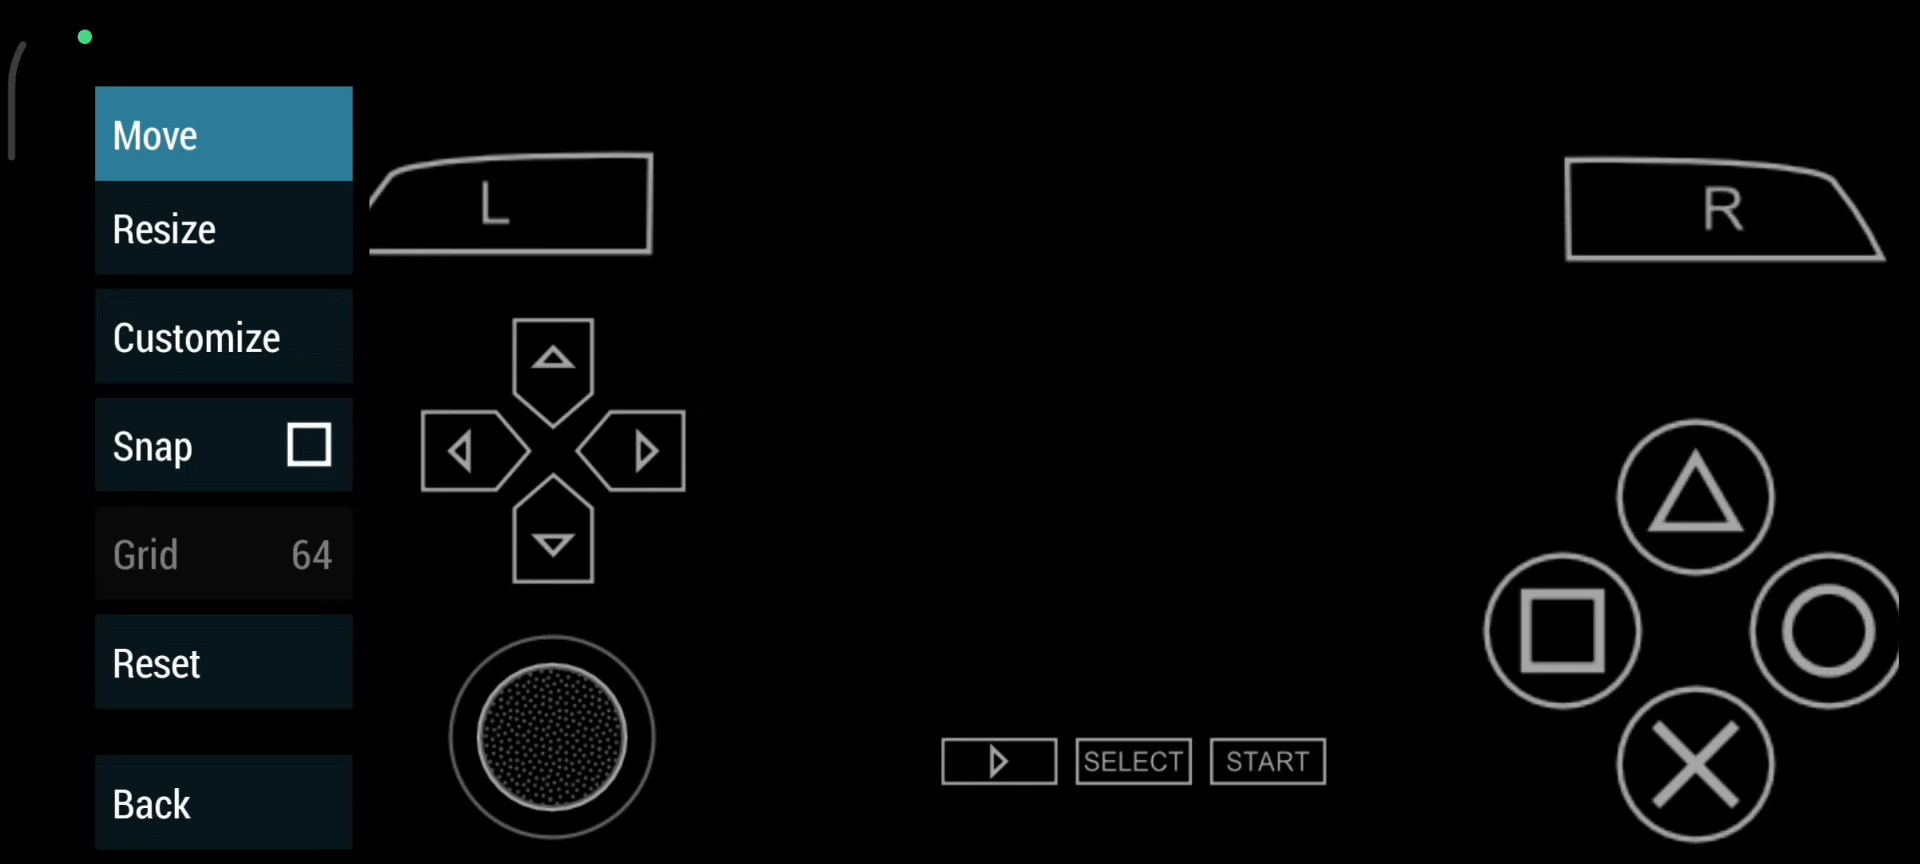 Move
Resize
Customize
Snap
Grid 64
Reset
Back
L
R
SELECT START